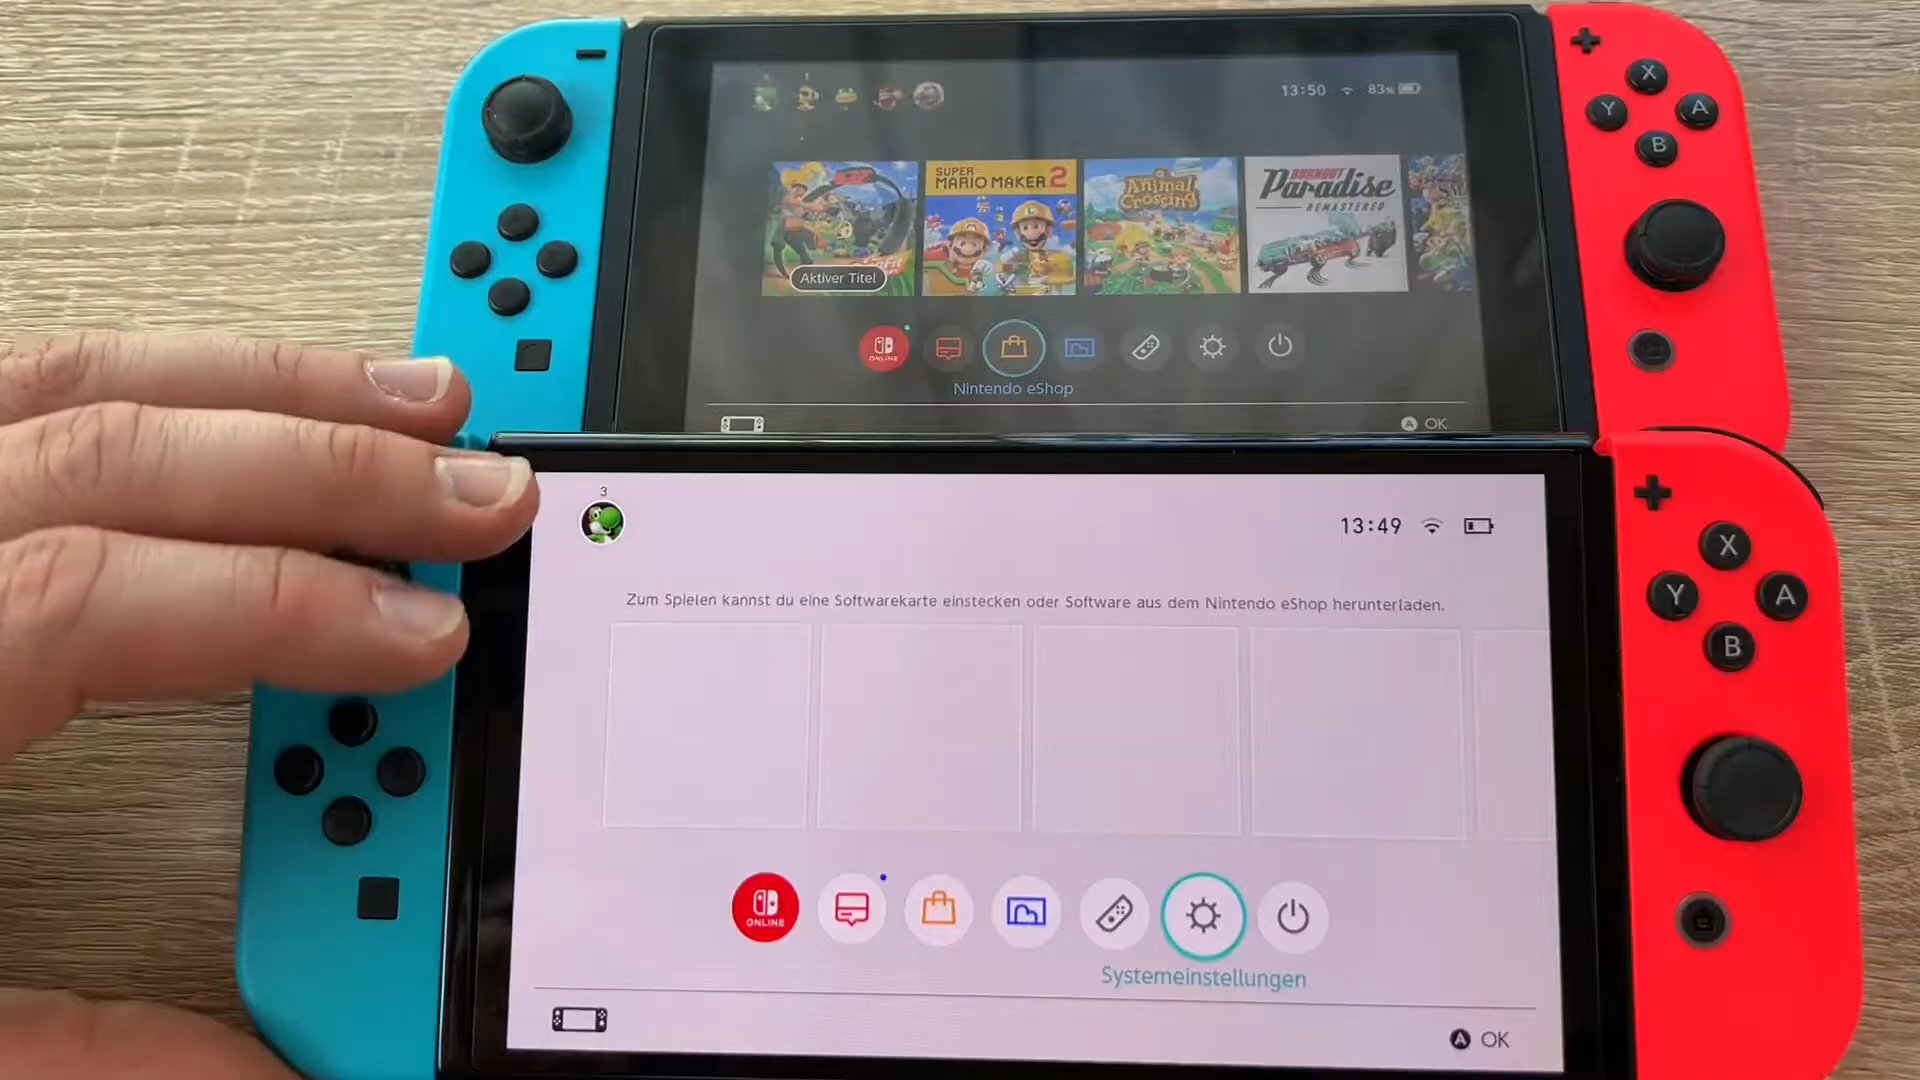 13:50 83%
SUPER
MARIO MAKER 2
Animal
Crossing
BURNOUT
Paradise
REMASTERED
Aktiver Titel
ONLINE
Nintendo eShop
A OK
X
Y A
B
3
13:49
Zum Spielen kannst du eine Softwarekarte einstecken oder Software aus dem Nintendo eShop herunterladen.
X
Y A
B
ONLINE
Systemeinstellungen
A OK